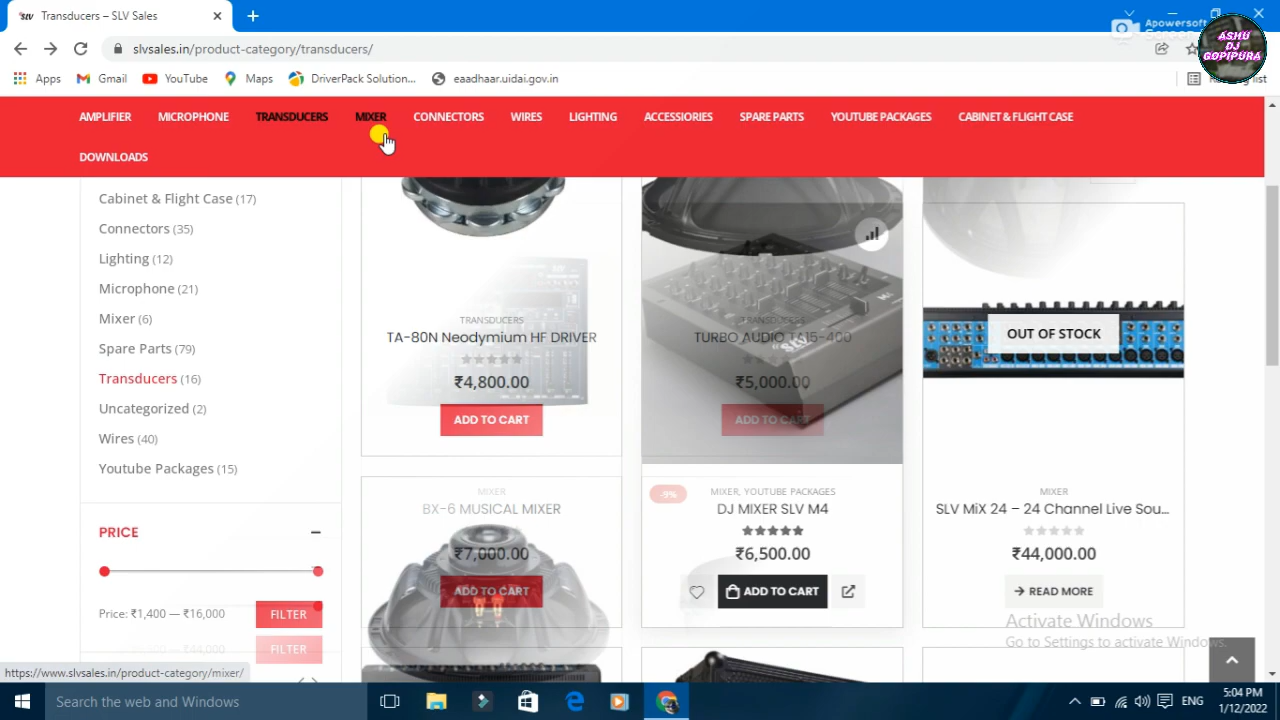 SLV Transducers – SLV Sales
Apowersoft
ASHU
DJ
GOPIPURA
slvsales.in/product-category/transducers/
Apps Gmail YouTube Maps DriverPack Solution... eaadhaar.uidai.gov.in
AMPLIFIER MICROPHONE TRANSDUCERS MIXER CONNECTORS WIRES LIGHTING ACCESSIORIES SPARE PARTS YOUTUBE PACKAGES CABINET & FLIGHT CASE
DOWNLOADS
Cabinet & Flight Case (17)
Connectors (35)
Lighting (12)
Microphone (21)
Mixer (6)
Spare Parts (79)
Transducers (16)
Uncategorized (2)
Wires (40)
Youtube Packages (15)
PRICE
Price: ₹1,400 — ₹16,000 FILTER
₹44,000 FILTER
TRANSDUCERS
TA-80N Neodymium HF DRIVER
₹4,800.00
ADD TO CART
TRANSDUCERS
TURBO AUDIO TA15-400
₹5,000.00
ADD TO CART
OUT OF STOCK
MIXER
BX-6 MUSICAL MIXER
₹7,000.00
ADD TO CART
-9%
MIXER, YOUTUBE PACKAGES
DJ MIXER SLV M4
₹6,500.00
ADD TO CART
MIXER
SLV MiX 24 – 24 Channel Live Sou...
₹44,000.00
READ MORE
Activate Windows
Go to Settings to activate Windows.
https://www.slvsales.in/product-category/mixer/
Search the web and Windows
ENG
5:04 PM
1/12/2022